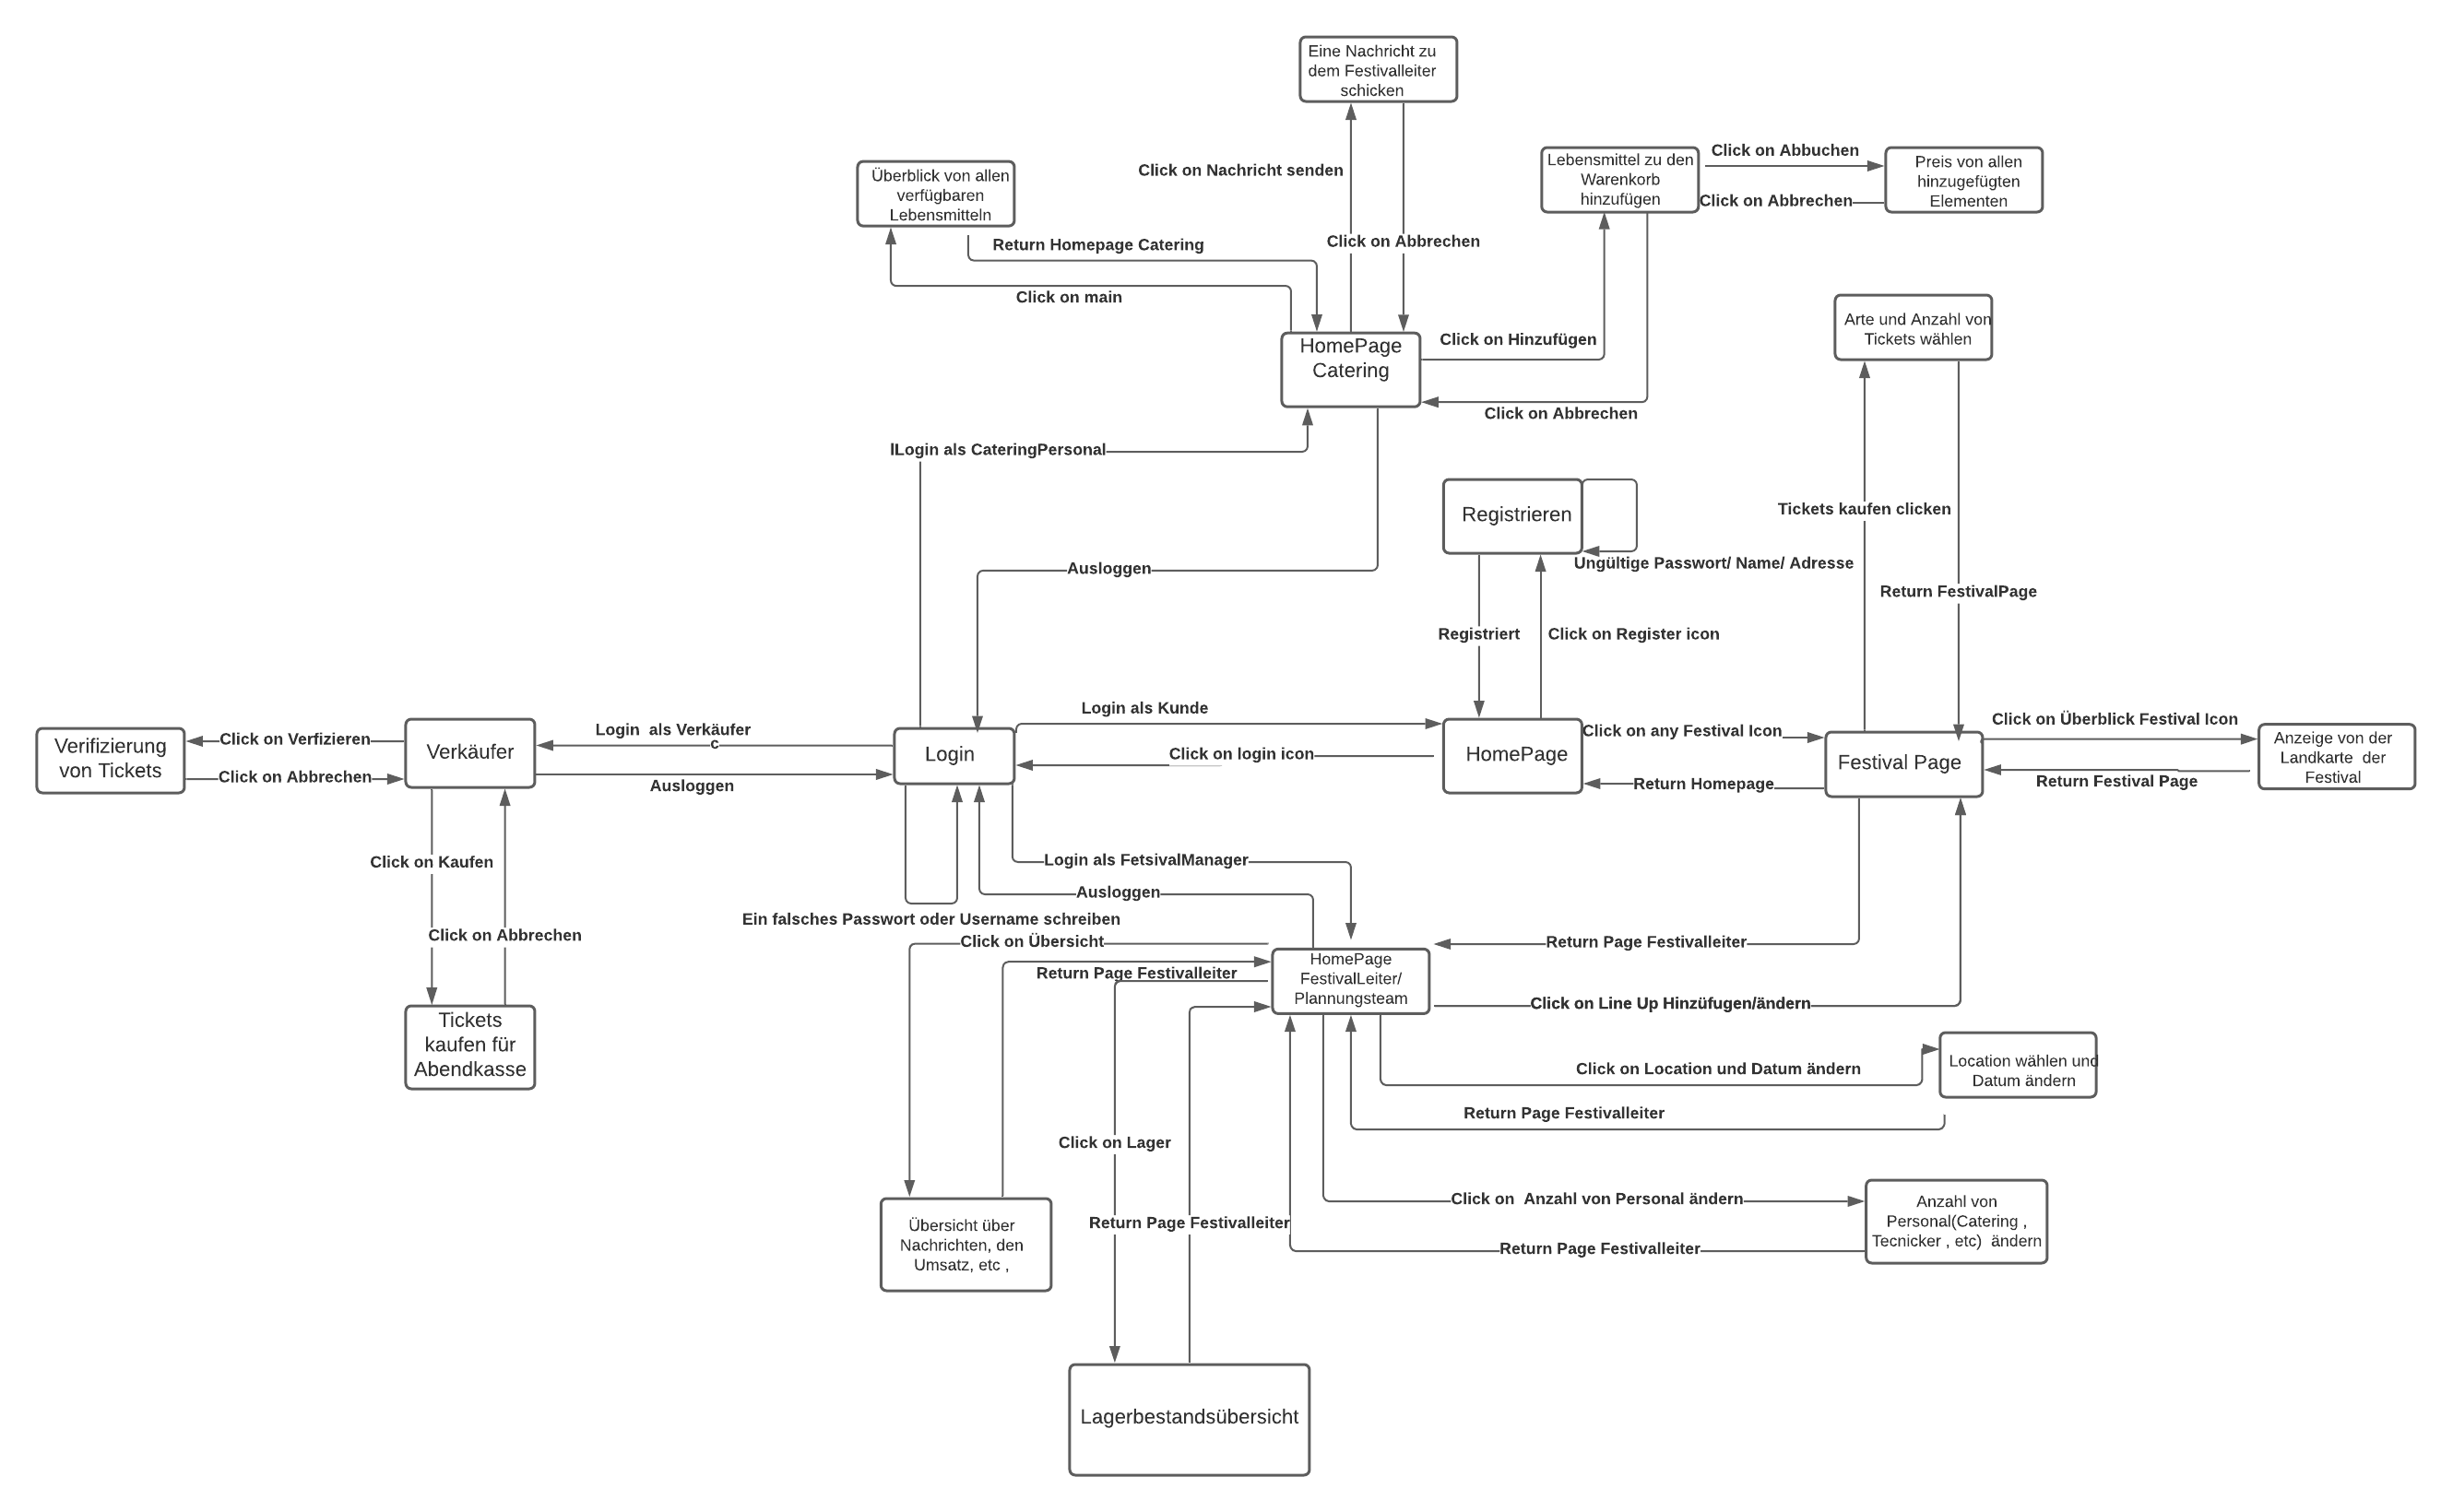 Eine Nachricht zu
dem Festivalleiter
schicken
Click on Nachricht senden
Click on Abbrechen
Überblick von allen
verfügbaren
Lebensmitteln
Return Homepage Catering
Click on main
Lebensmittel zu den
Warenkorb
hinzufügen
Click on Abbuchen
Click on Abbrechen
Preis von allen
hinzugefügten
Elementen
HomePage
Catering
Click on Hinzufügen
Click on Abbrechen
Arte und Anzahl von
Tickets wählen
lLogin als CateringPersonal
Ausloggen
Registrieren
Ungültige Passwort/ Name/ Adresse
Tickets kaufen clicken
Return FestivalPage
Registriert
Click on Register icon
Verifizierung
von Tickets
Click on Verfizieren
Click on Abbrechen
Verkäufer
Login  als Verkäufer
c
Ausloggen
Login
Login als Kunde
Click on login icon
HomePage
Click on any Festival Icon
Return Homepage
Festival Page
Click on Überblick Festival Icon
Return Festival Page
Anzeige von der
Landkarte  der
Festival
Click on Kaufen
Click on Abbrechen
Tickets
kaufen für
Abendkasse
Login als FetsivalManager
Ausloggen
Ein falsches Passwort oder Username schreiben
Click on Übersicht
Return Page Festivalleiter
HomePage
FestivalLeiter/
Plannungsteam
Return Page Festivalleiter
Click on Line Up Hinzüfugen/ändern
Click on Location und Datum ändern
Return Page Festivalleiter
Location wählen und
Datum ändern
Click on Lager
Return Page Festivalleiter
Click on  Anzahl von Personal ändern
Return Page Festivalleiter
Anzahl von
Personal(Catering ,
Tecnicker , etc)  ändern
Übersicht über
Nachrichten, den
Umsatz, etc ,
Lagerbestandsübersicht